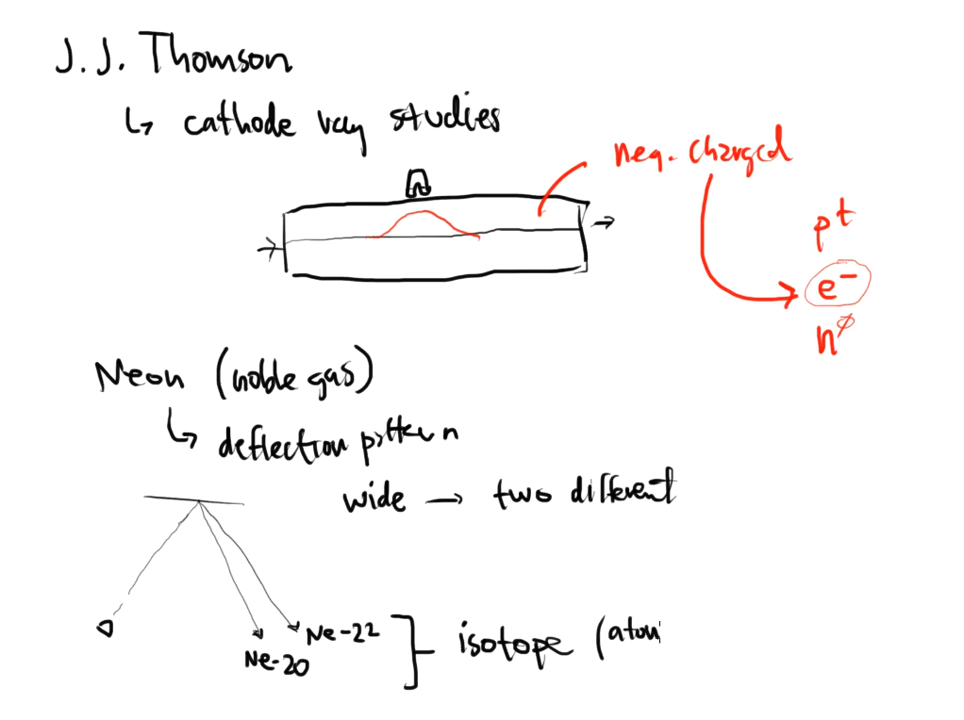 J.J. Thomson
↳ cathode ray studies
neg. charged
p+
e−
n∅
Neon (noble gas)
↳ deflection pattern
wide → two different
Ne-22
Ne-20
isotope (atom